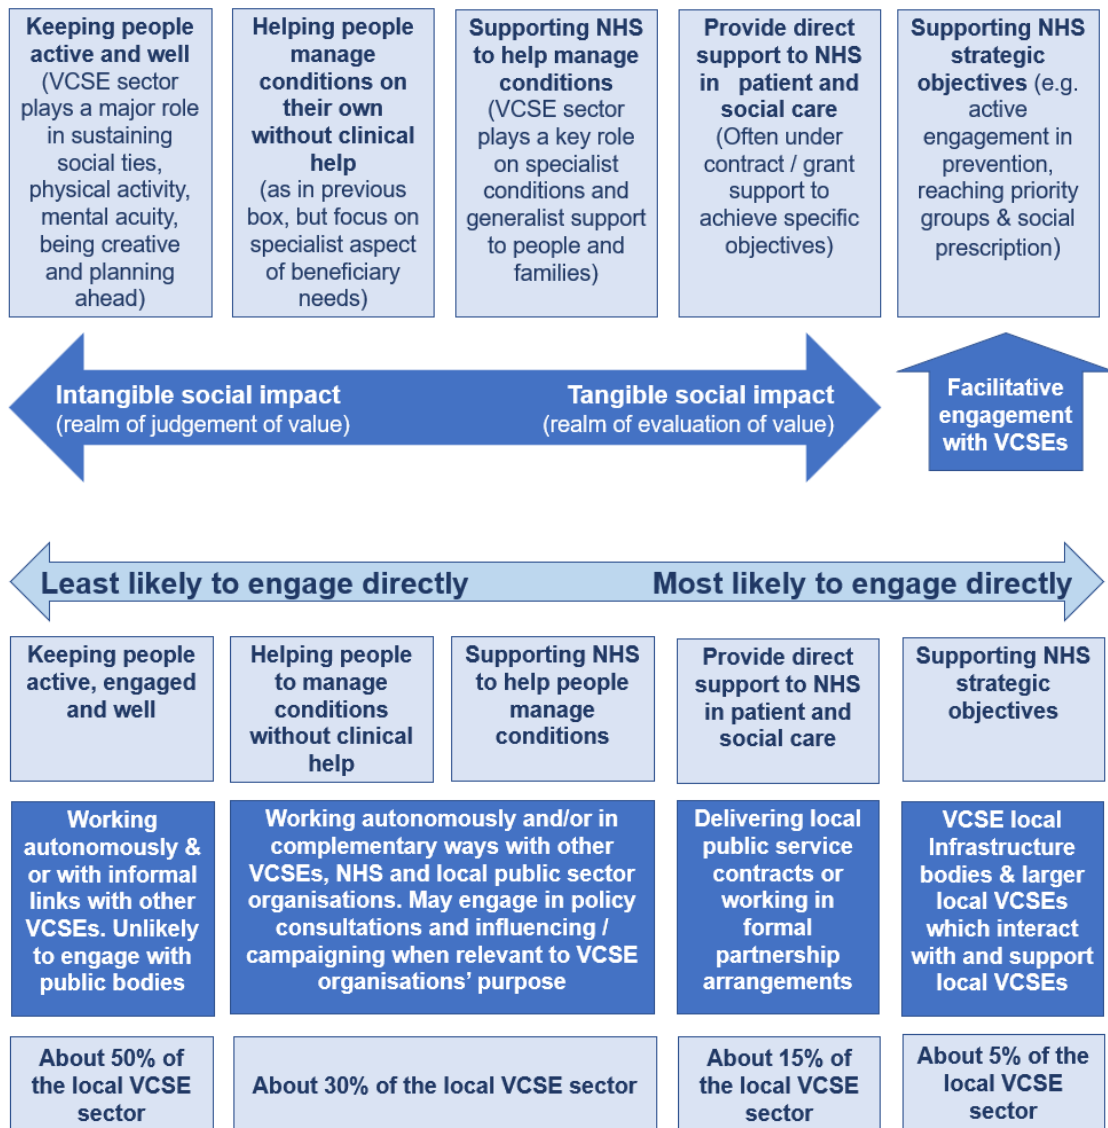 Keeping people
active and well
(VCSE sector
plays a major role
in sustaining
social ties,
physical activity,
mental acuity,
being creative
and planning
ahead)
Helping people
manage
conditions on
their own
without clinical
help
(as in previous
box, but focus on
specialist aspect
of beneficiary
needs)
Supporting NHS
to help manage
conditions
(VCSE sector
plays a key role
on specialist
conditions and
generalist support
to people and
families)
Provide direct
support to NHS
in patient and
social care
(Often under
contract / grant
support to
achieve specific
objectives)
Supporting NHS
strategic
objectives (e.g.
active
engagement in
prevention,
reaching priority
groups & social
prescription)
Intangible social impact
(realm of judgement of value)
Tangible social impact
(realm of evaluation of value)
Facilitative
engagement
with VCSEs
Least likely to engage directly
Most likely to engage directly
Keeping people
active, engaged
and well
Helping people
to manage
conditions
without clinical
help
Supporting NHS
to help people
manage
conditions
Provide direct
support to NHS
in patient and
social care
Supporting NHS
strategic
objectives
Working
autonomously &
or with informal
links with other
VCSEs. Unlikely
to engage with
public bodies
Working autonomously and/or in
complementary ways with other
VCSEs, NHS and local public sector
organisations. May engage in policy
consultations and influencing /
campaigning when relevant to VCSE
organisations' purpose
Delivering local
public service
contracts or
working in
formal
partnership
arrangements
VCSE local
Infrastructure
bodies & larger
local VCSEs
which interact
with and support
local VCSEs
About 50% of
the local VCSE
sector
About 30% of the local VCSE sector
About 15% of
the local VCSE
sector
About 5% of the
local VCSE
sector